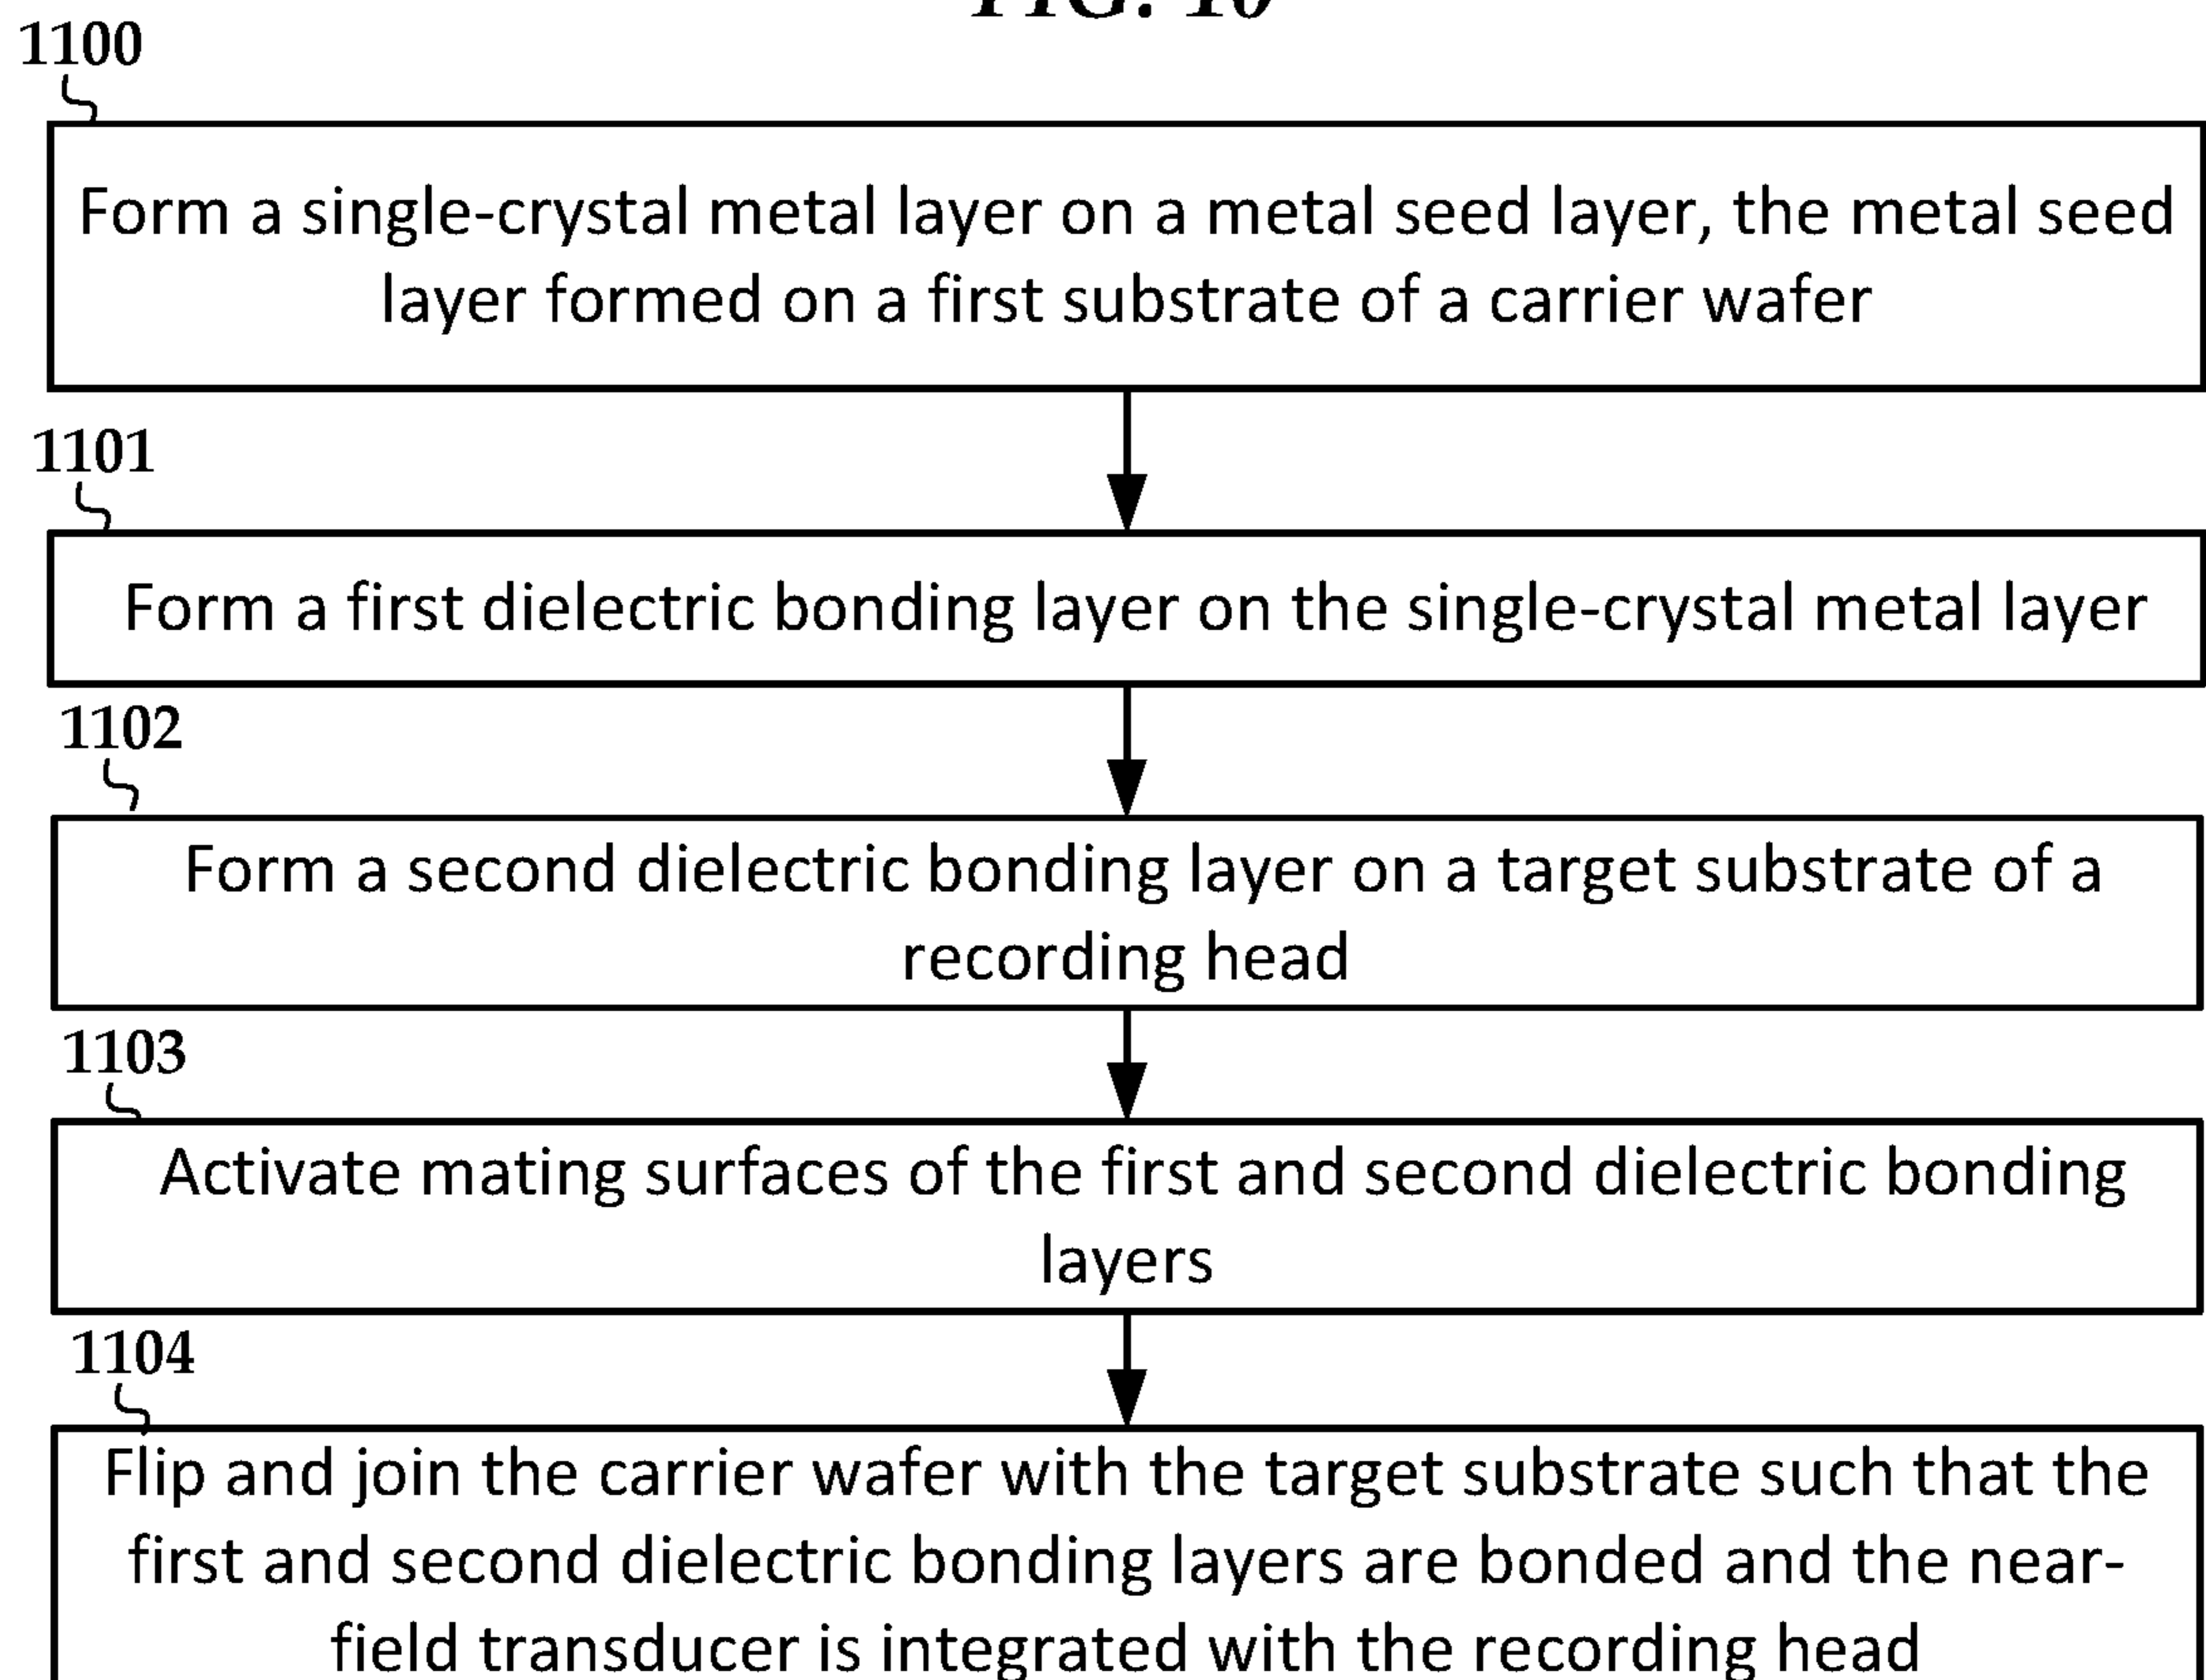 FIG. 10
1100
Form a single-crystal metal layer on a metal seed layer, the metal seed
layer formed on a first substrate of a carrier wafer
1101
Form a first dielectric bonding layer on the single-crystal metal layer
1102
Form a second dielectric bonding layer on a target substrate of a
recording head
1103
Activate mating surfaces of the first and second dielectric bonding
layers
1104
Flip and join the carrier wafer with the target substrate such that the
first and second dielectric bonding layers are bonded and the near-
field transducer is integrated with the recording head